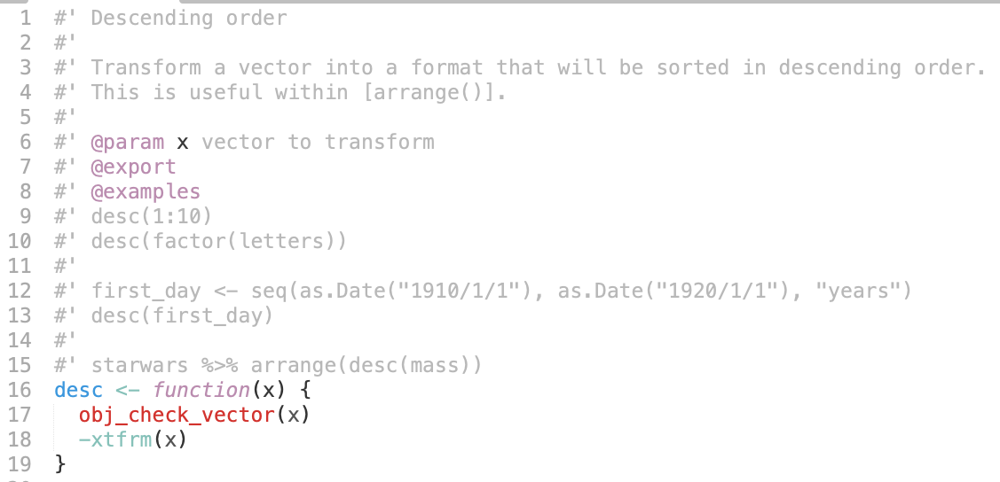 1 #' Descending order
2 #'
3 #' Transform a vector into a format that will be sorted in descending order.
4 #' This is useful within [arrange()].
5 #'
6 #' @param x vector to transform
7 #' @export
8 #' @examples
9 #' desc(1:10)
10 #' desc(factor(letters))
11 #'
12 #' first_day <- seq(as.Date("1910/1/1"), as.Date("1920/1/1"), "years")
13 #' desc(first_day)
14 #'
15 #' starwars %>% arrange(desc(mass))
16 desc <- function(x) {
17   obj_check_vector(x)
18   -xtfrm(x)
19 }